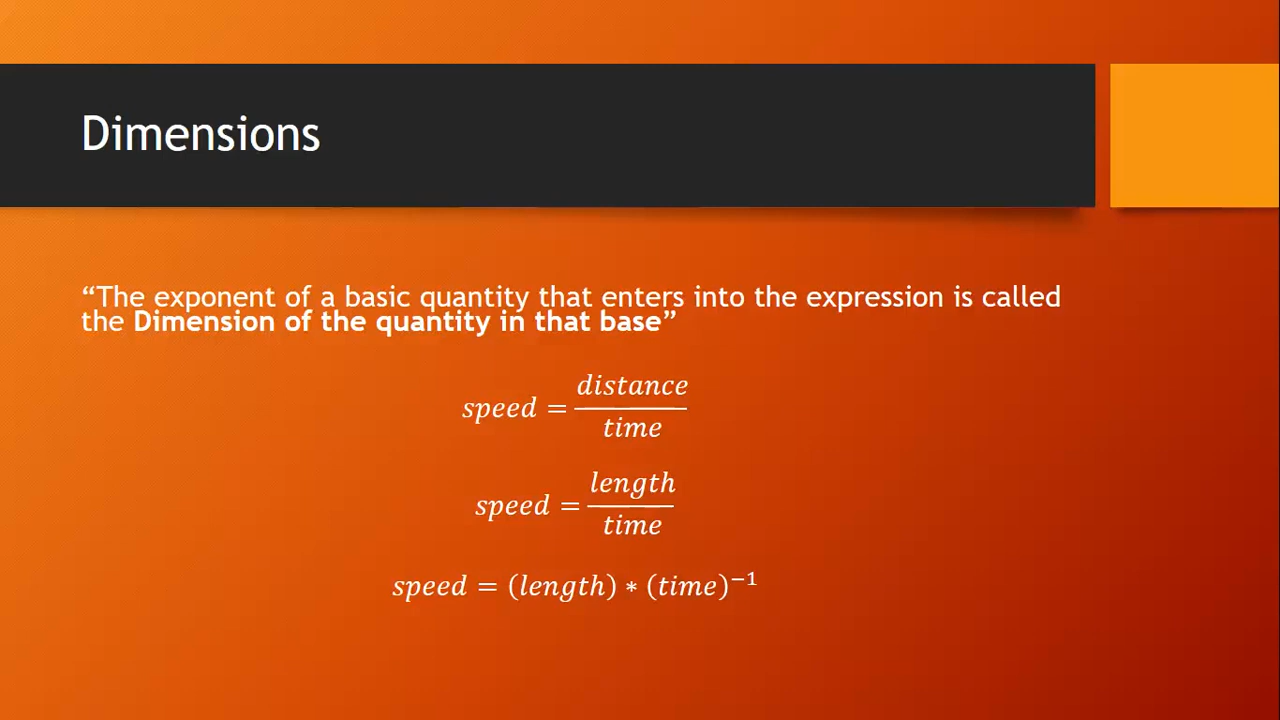 Dimensions
“The exponent of a basic quantity that enters into the expression is called
the Dimension of the quantity in that base”
speed = distance / time
speed = length / time
speed = (length) ∗ (time)⁻¹